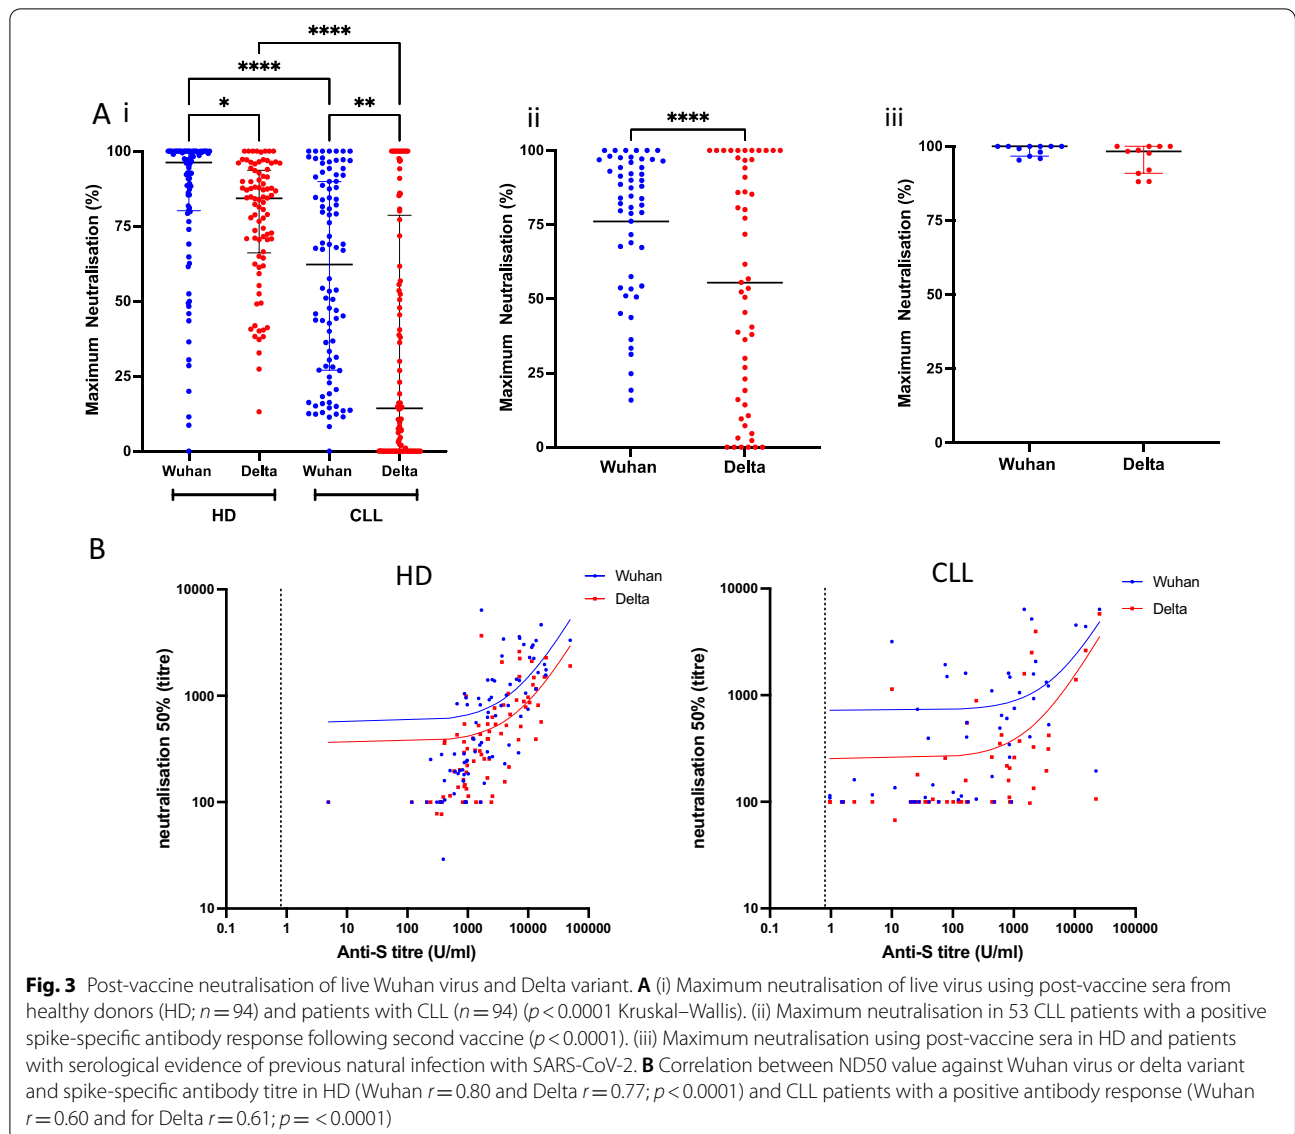 A i
****
****
*
**
Maximum Neutralisation (%)
100
75
50
25
0
Wuhan Delta Wuhan Delta
HD CLL
ii
****
Maximum Neutralisation (%)
100
75
50
25
0
Wuhan Delta
iii
Maximum Neutralisation (%)
100
75
50
25
0
Wuhan Delta
B
HD
Wuhan
Delta
neutralisation 50% (titre)
10000
1000
100
10
0.1 1 10 100 1000 10000 100000
Anti-S titre (U/ml)
CLL
Wuhan
Delta
neutralisation 50% (titre)
10000
1000
100
10
0.1 1 10 100 1000 10000 100000
Anti-S titre (U/ml)
Fig. 3 Post-vaccine neutralisation of live Wuhan virus and Delta variant. A (i) Maximum neutralisation of live virus using post-vaccine sera from
healthy donors (HD; n = 94) and patients with CLL (n = 94) (p < 0.0001 Kruskal–Wallis). (ii) Maximum neutralisation in 53 CLL patients with a positive
spike-specific antibody response following second vaccine (p < 0.0001). (iii) Maximum neutralisation using post-vaccine sera in HD and patients
with serological evidence of previous natural infection with SARS-CoV-2. B Correlation between ND50 value against Wuhan virus or delta variant
and spike-specific antibody titre in HD (Wuhan r = 0.80 and Delta r = 0.77; p < 0.0001) and CLL patients with a positive antibody response (Wuhan
r = 0.60 and for Delta r = 0.61; p = < 0.0001)